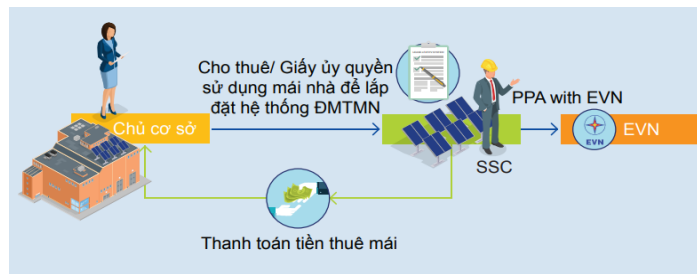 Cho thuê/ Giấy ủy quyền
sử dụng mái nhà để lắp
đặt hệ thống ĐMTMN
Chủ cơ sở
PPA with EVN
EVN
EVN
SSC
Thanh toán tiền thuê mái